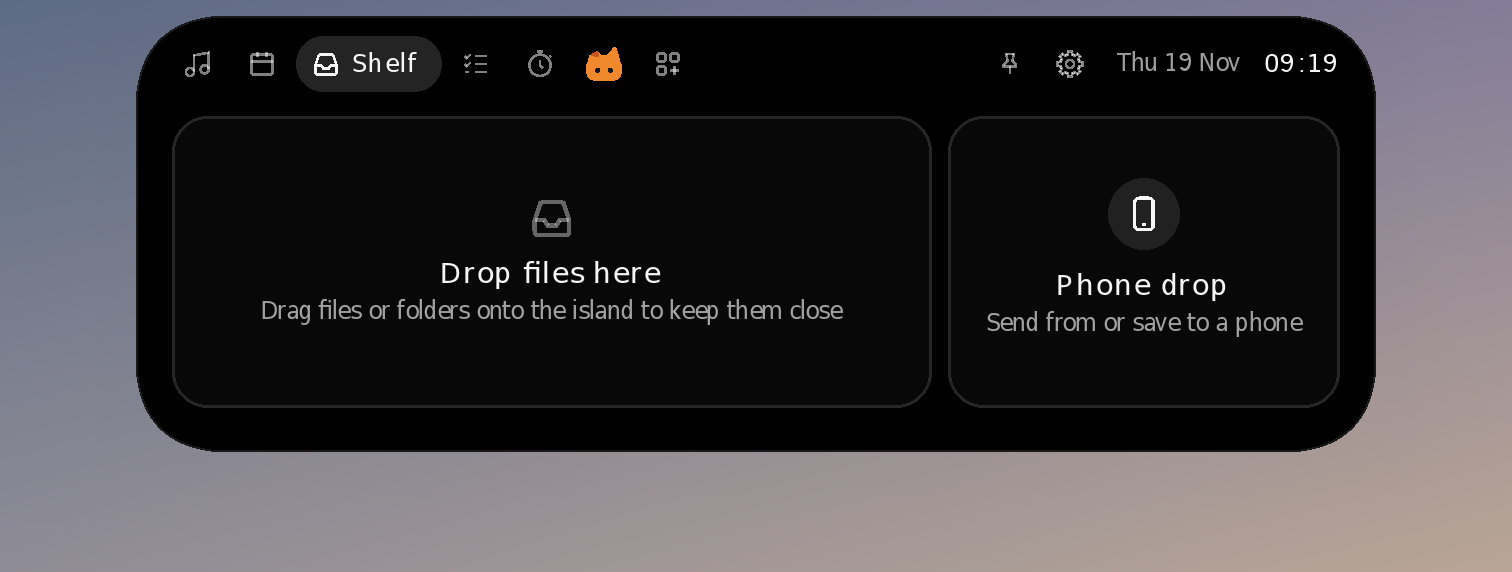 Shelf
Thu 19 Nov 09:19
Drop files here
Drag files or folders onto the island to keep them close
Phone drop
Send from or save to a phone